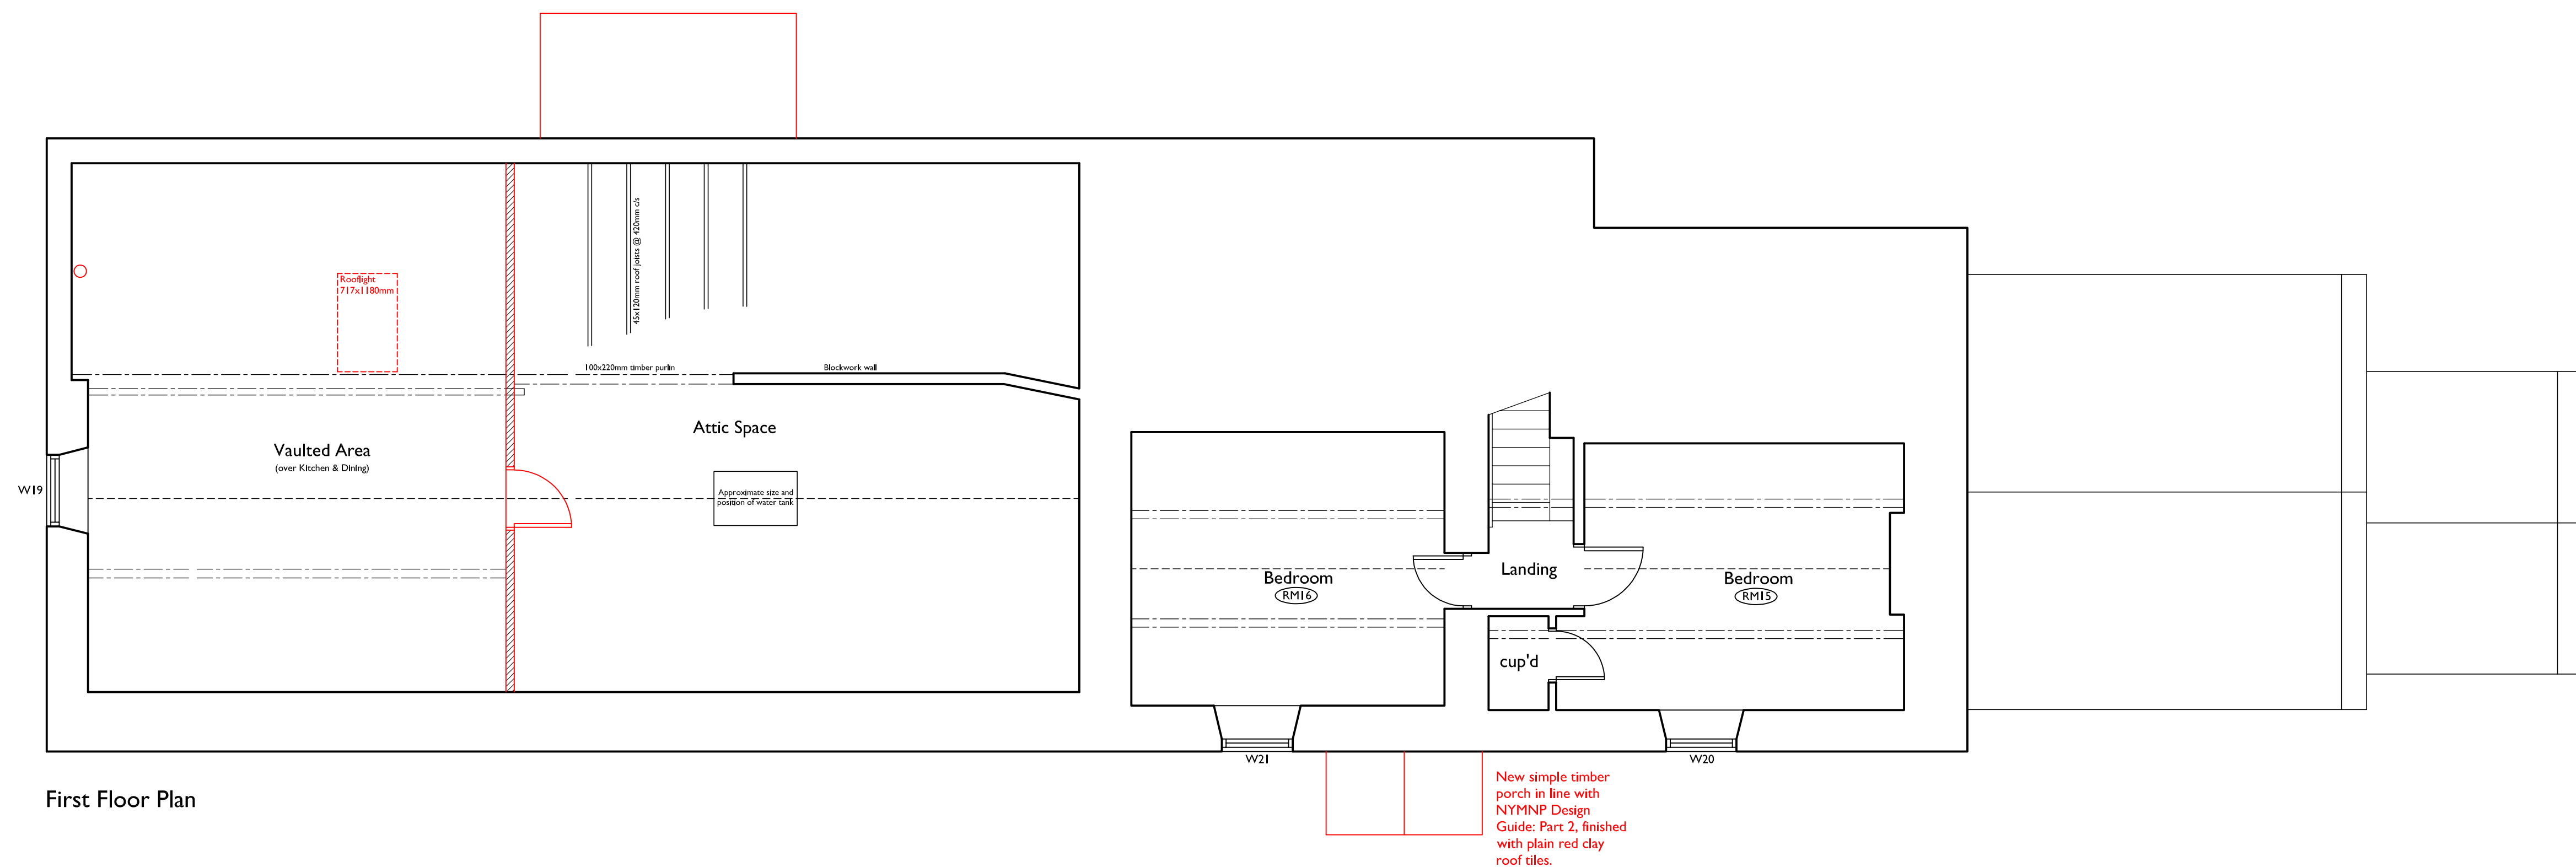 45x120mm roof joists @ 420mm c/s
Rooflight
717x1180mm
100x220mm timber purlin
Blockwork wall
Attic Space
Vaulted Area
(over Kitchen & Dining)
W19
Approximate size and
position of water tank
Landing
Bedroom
RM16
Bedroom
RM15
cup'd
W21
W20
New simple timber
porch in line with
NYMNP Design
Guide: Part 2, finished
with plain red clay
roof tiles.
First Floor Plan